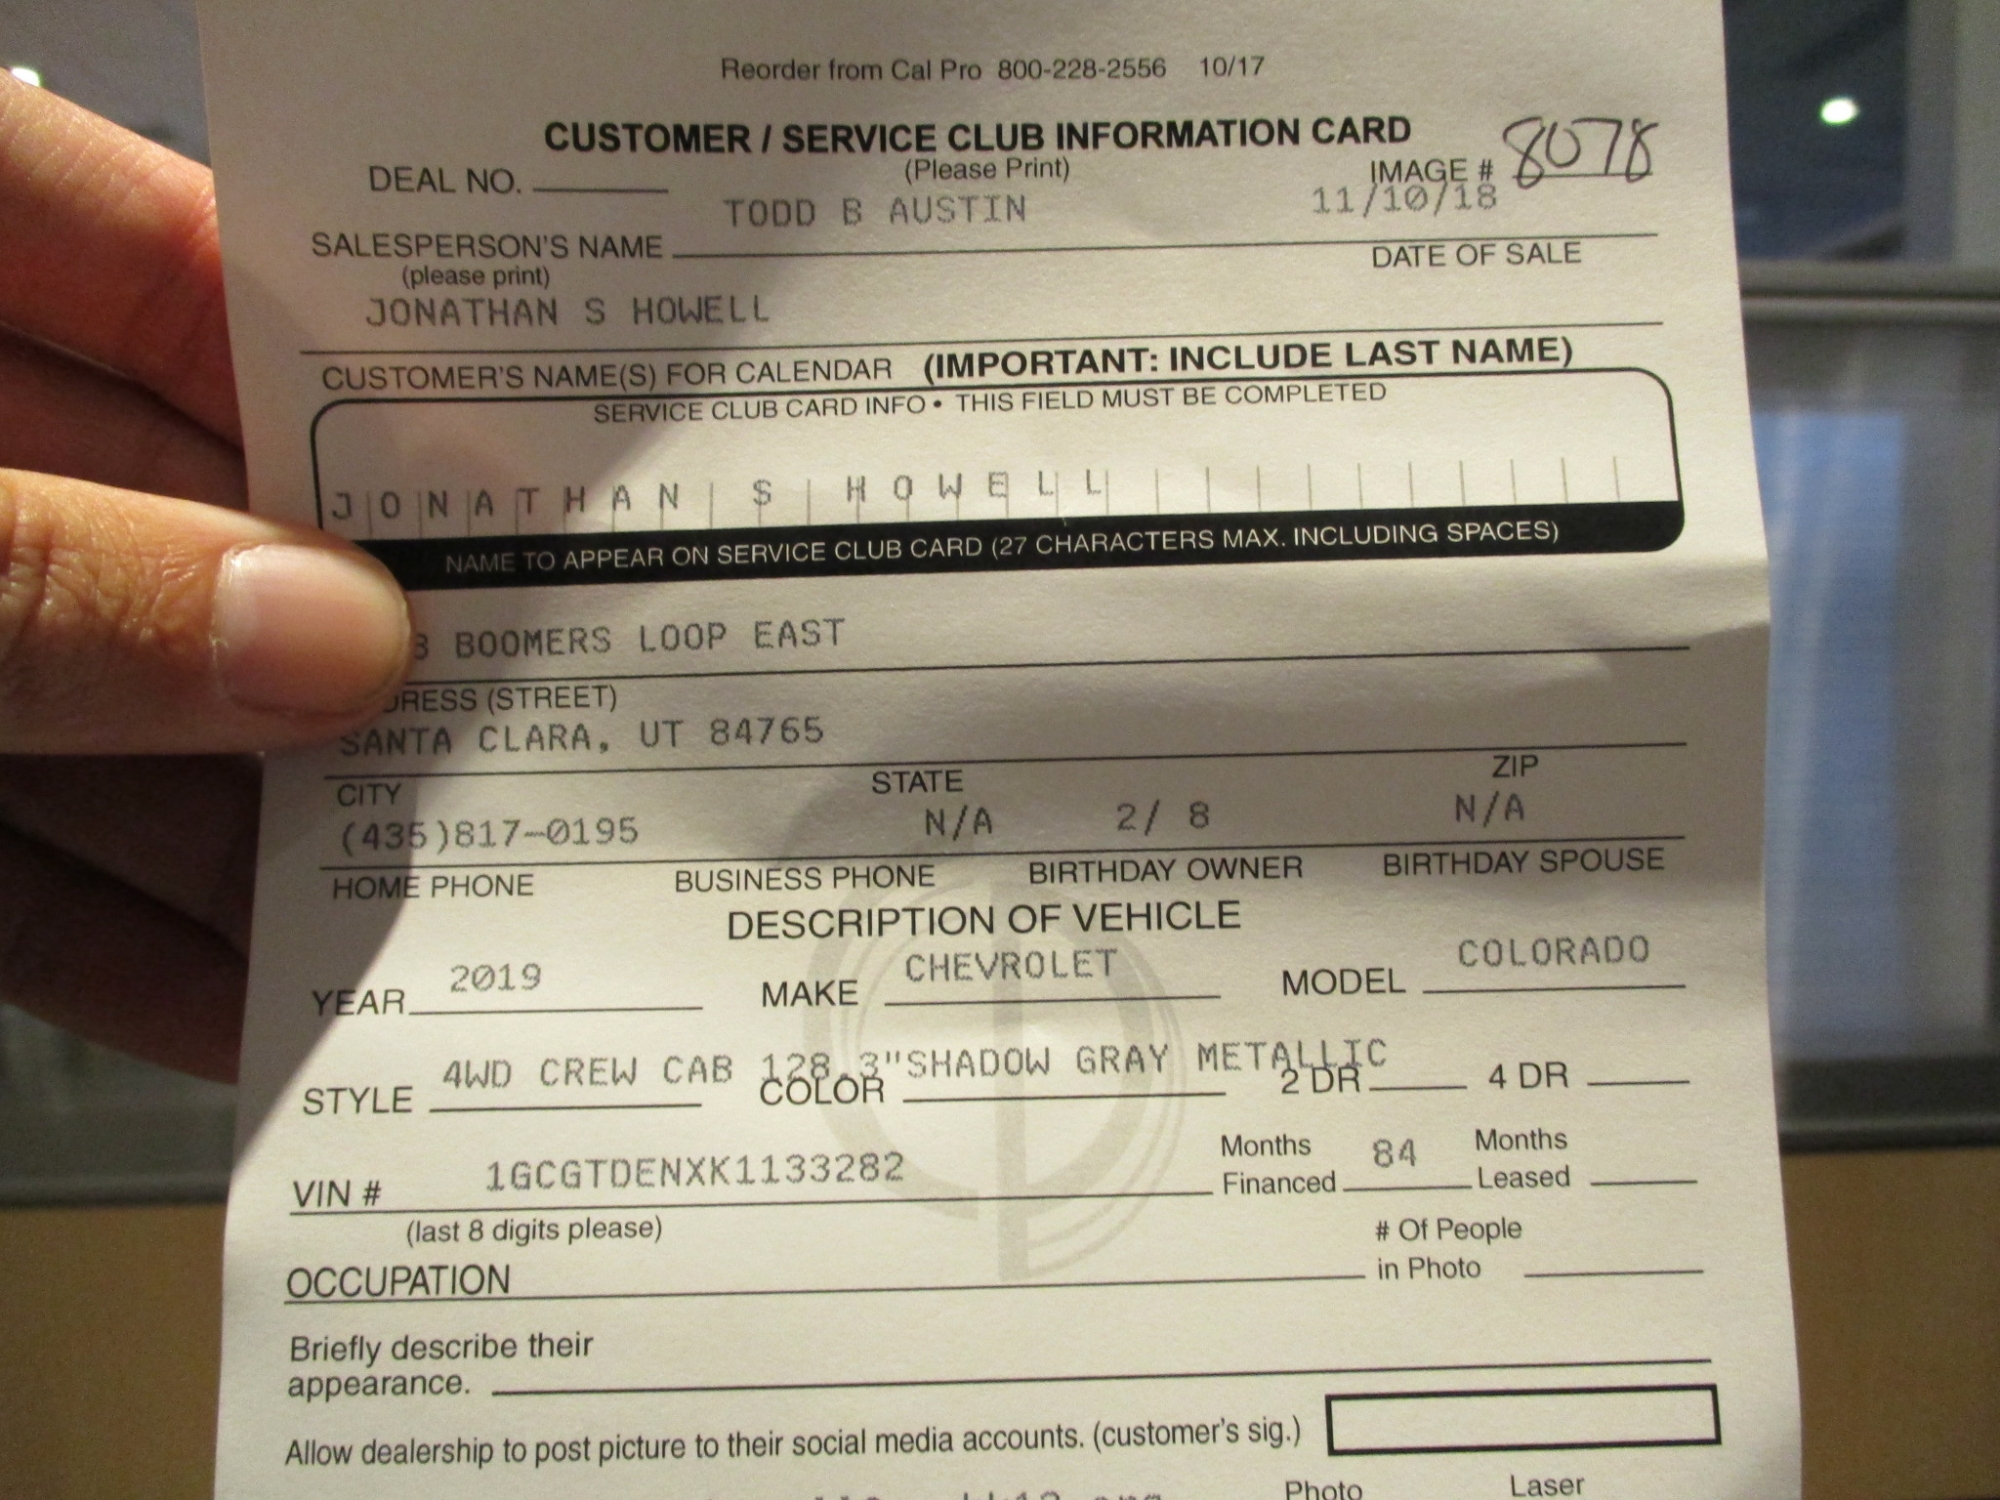 Reorder from Cal Pro 800-228-2556 10/17
CUSTOMER / SERVICE CLUB INFORMATION CARD
(Please Print)
DEAL NO.
IMAGE # 8078
TODD B AUSTIN 11/10/18
SALESPERSON'S NAME DATE OF SALE
(please print)
JONATHAN S HOWELL
CUSTOMER'S NAME(S) FOR CALENDAR (IMPORTANT: INCLUDE LAST NAME)
SERVICE CLUB CARD INFO • THIS FIELD MUST BE COMPLETED
JONATHAN S HOWELL
NAME TO APPEAR ON SERVICE CLUB CARD (27 CHARACTERS MAX. INCLUDING SPACES)
BOOMERS LOOP EAST
(STREET)
SANTA CLARA, UT 84765
CITY STATE ZIP
(435)817-0195 N/A 2/ 8 N/A
HOME PHONE BUSINESS PHONE BIRTHDAY OWNER BIRTHDAY SPOUSE
DESCRIPTION OF VEHICLE
YEAR 2019 MAKE CHEVROLET MODEL COLORADO
4WD CREW CAB 128.3"SHADOW GRAY METALLIC
STYLE COLOR 2 DR 4 DR
VIN # 1GCGTDENXK1133282 Months Financed 84 Months Leased
(last 8 digits please)
OCCUPATION # Of People in Photo
Briefly describe their
appearance.
Allow dealership to post picture to their social media accounts. (customer's sig.)
Photo Laser